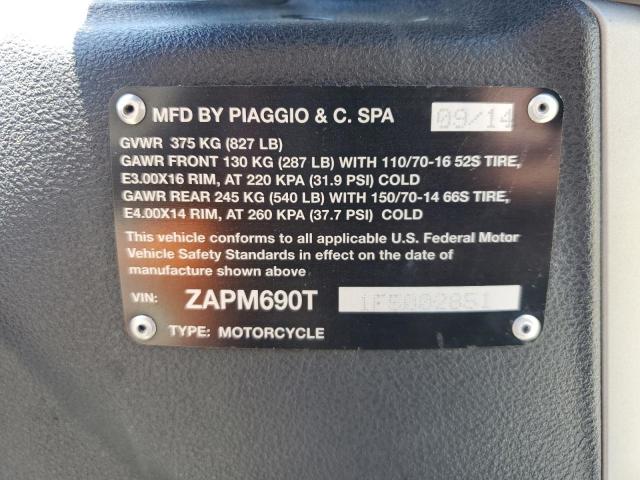 MFD BY PIAGGIO & C. SPA 09/14
GVWR 375 KG (827 LB)
GAWR FRONT 130 KG (287 LB) WITH 110/70-16 52S TIRE,
E3.00X16 RIM, AT 220 KPA (31.9 PSI) COLD
GAWR REAR 245 KG (540 LB) WITH 150/70-14 66S TIRE,
E4.00X14 RIM, AT 260 KPA (37.7 PSI) COLD
This vehicle conforms to all applicable U.S. Federal Motor
Vehicle Safety Standards in effect on the date of
manufacture shown above
VIN: ZAPM690T 1F5002851
TYPE: MOTORCYCLE